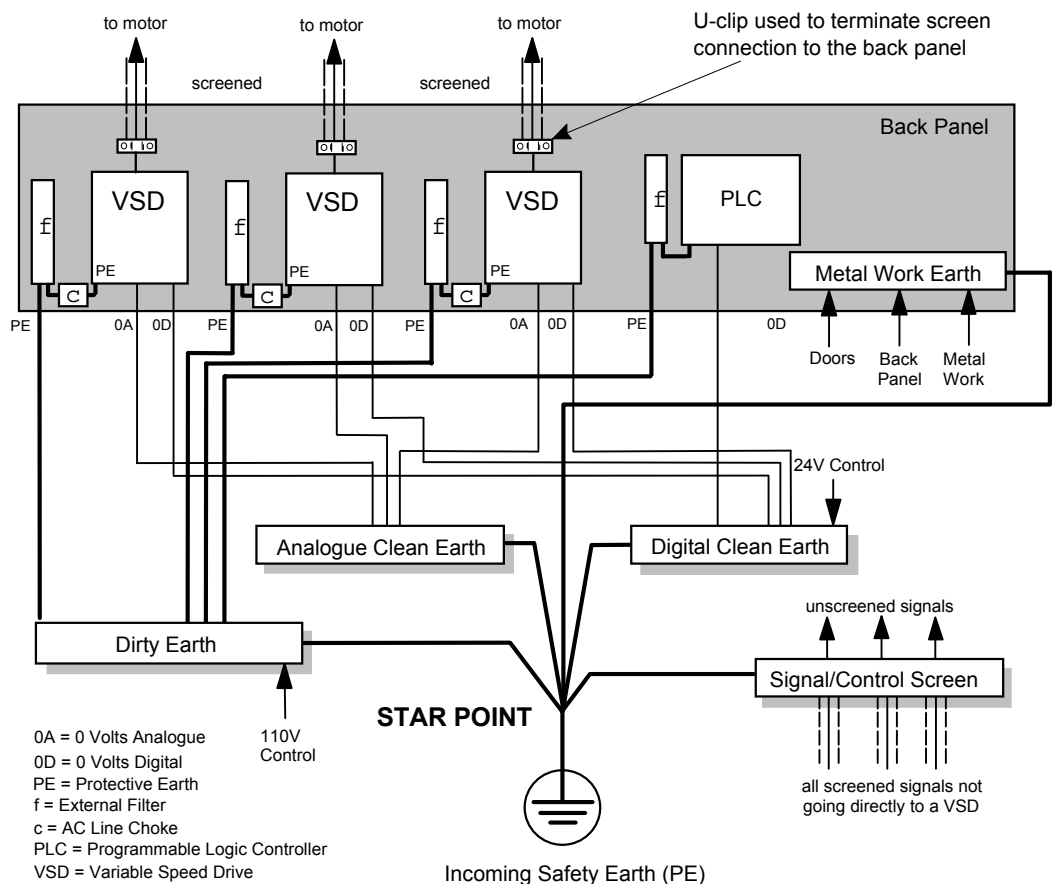 to motor
to motor
to motor
U-clip used to terminate screen
connection to the back panel
screened
screened
Back Panel
VSD
VSD
VSD
PLC
f
f
f
f
PE
PE
PE
c
c
c
Metal Work Earth
PE
0A
0D
PE
0A
0D
PE
0A
0D
PE
0D
Doors
Back
Panel
Metal
Work
24V Control
Analogue Clean Earth
Digital Clean Earth
unscreened signals
Dirty Earth
Signal/Control Screen
STAR POINT
110V
Control
all screened signals not
going directly to a VSD
0A = 0 Volts Analogue
0D = 0 Volts Digital
PE = Protective Earth
f = External Filter
c = AC Line Choke
PLC = Programmable Logic Controller
VSD = Variable Speed Drive
Incoming Safety Earth (PE)